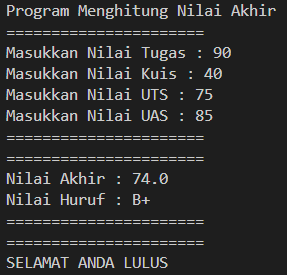 Program Menghitung Nilai Akhir
======================
Masukkan Nilai Tugas : 90
Masukkan Nilai Kuis : 40
Masukkan Nilai UTS : 75
Masukkan Nilai UAS : 85
======================
======================
Nilai Akhir : 74.0
Nilai Huruf : B+
======================
======================
SELAMAT ANDA LULUS